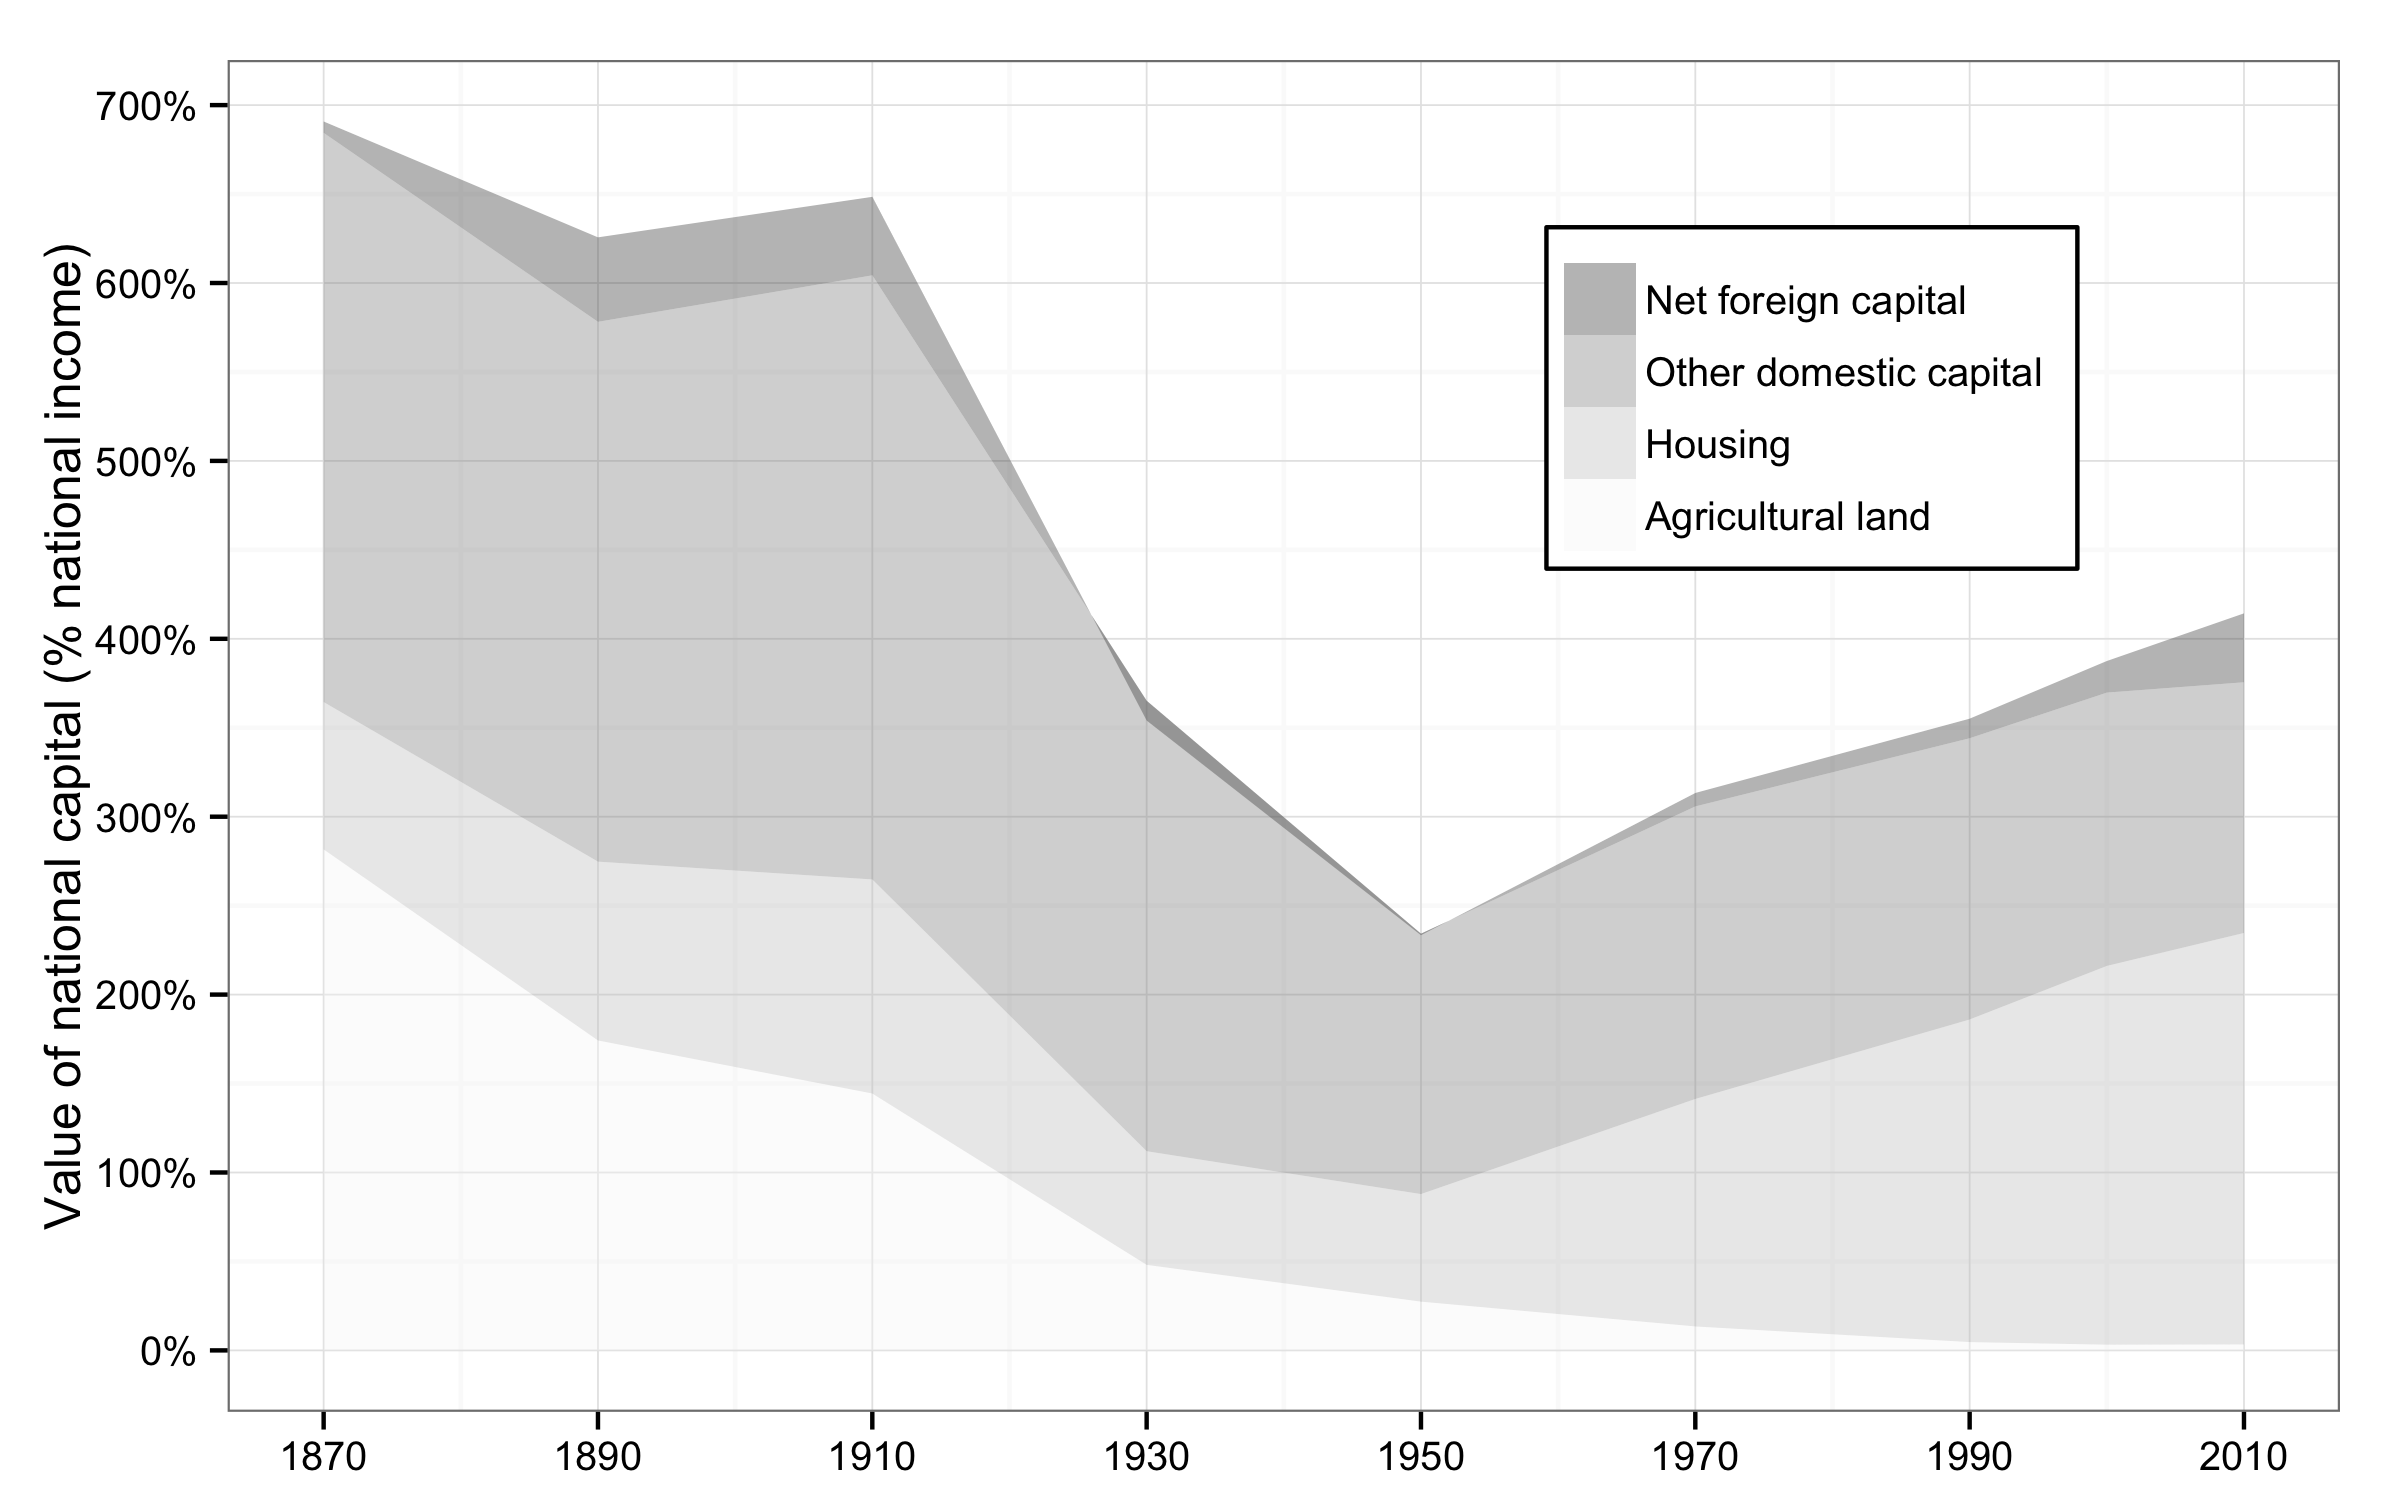 Value of national capital (% national income)
700%
600%
500%
400%
300%
200%
100%
0%
Net foreign capital
Other domestic capital
Housing
Agricultural land
1870 1890 1910 1930 1950 1970 1990 2010